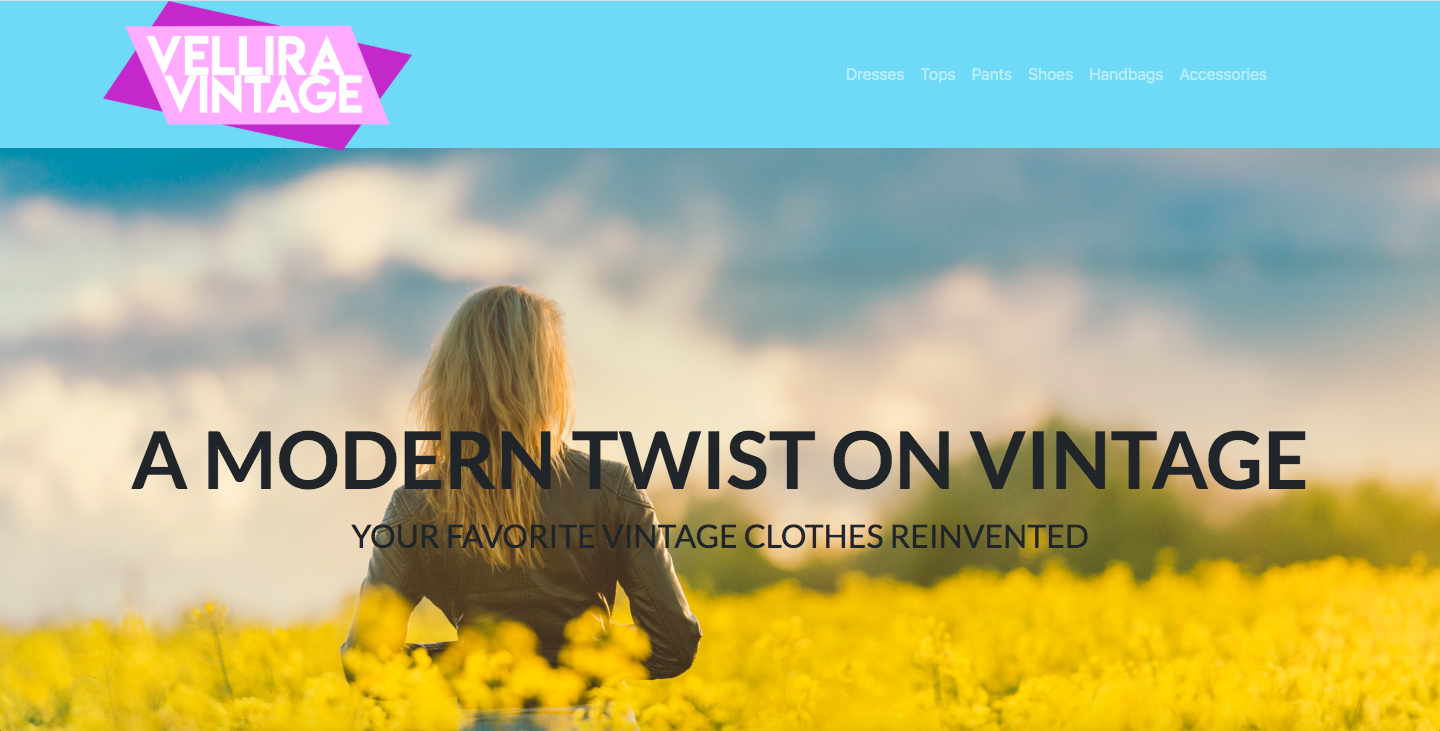 VELLIRA
VINTAGE
Dresses Tops Pants Shoes Handbags Accessories
A MODERN TWIST ON VINTAGE
YOUR FAVORITE VINTAGE CLOTHES REINVENTED